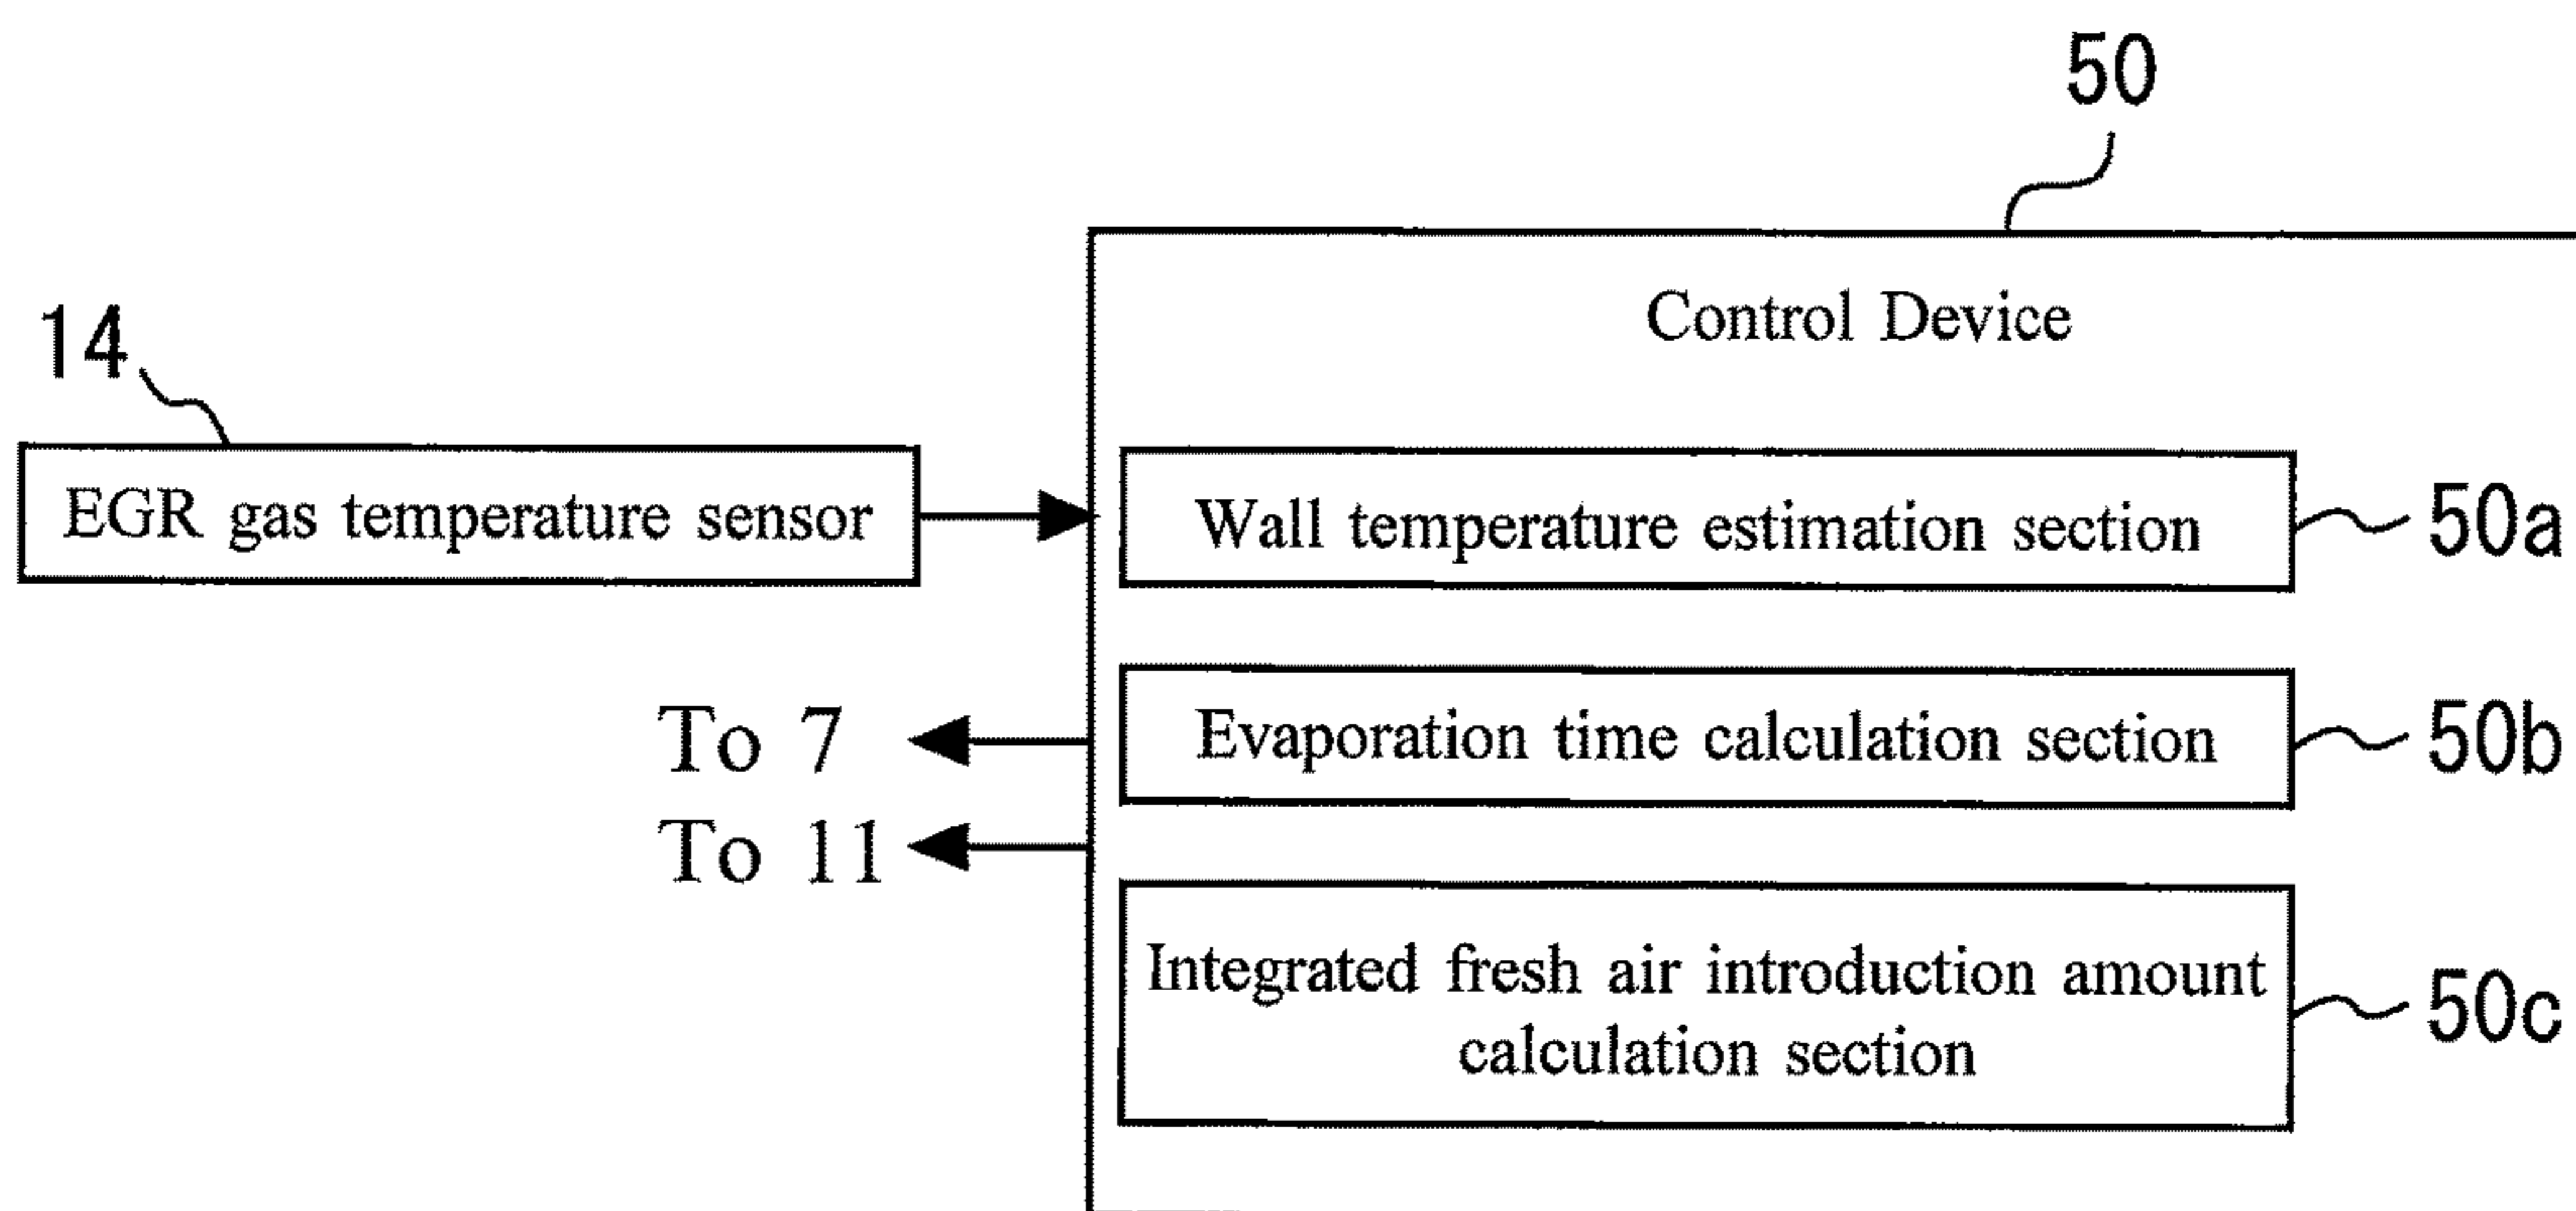 50
Control Device
14
EGR gas temperature sensor
Wall temperature estimation section
50a
To 7
Evaporation time calculation section
50b
To 11
Integrated fresh air introduction amount
calculation section
50c